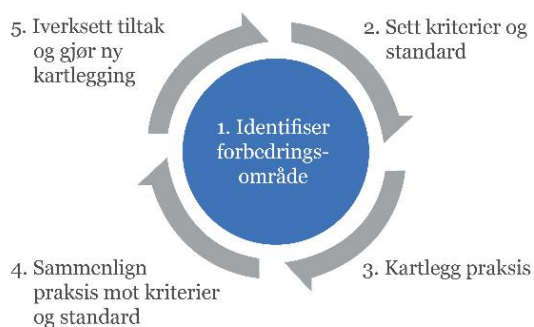 1. Identifiser
forbedrings-
område
2. Sett kriterier og
standard
3. Kartlegg praksis
4. Sammenlign
praksis mot kriterier
og standard
5. Iverksett tiltak
og gjør ny
kartlegging